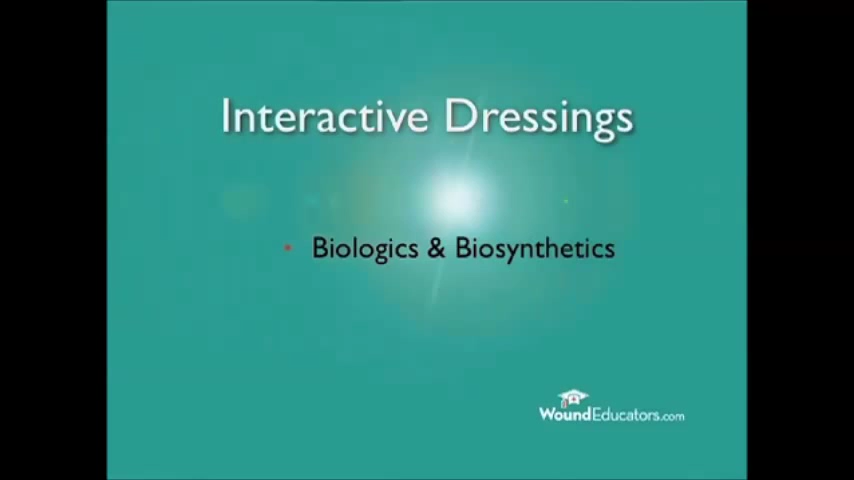 Interactive Dressings
• Biologics & Biosynthetics
WoundEducators.com